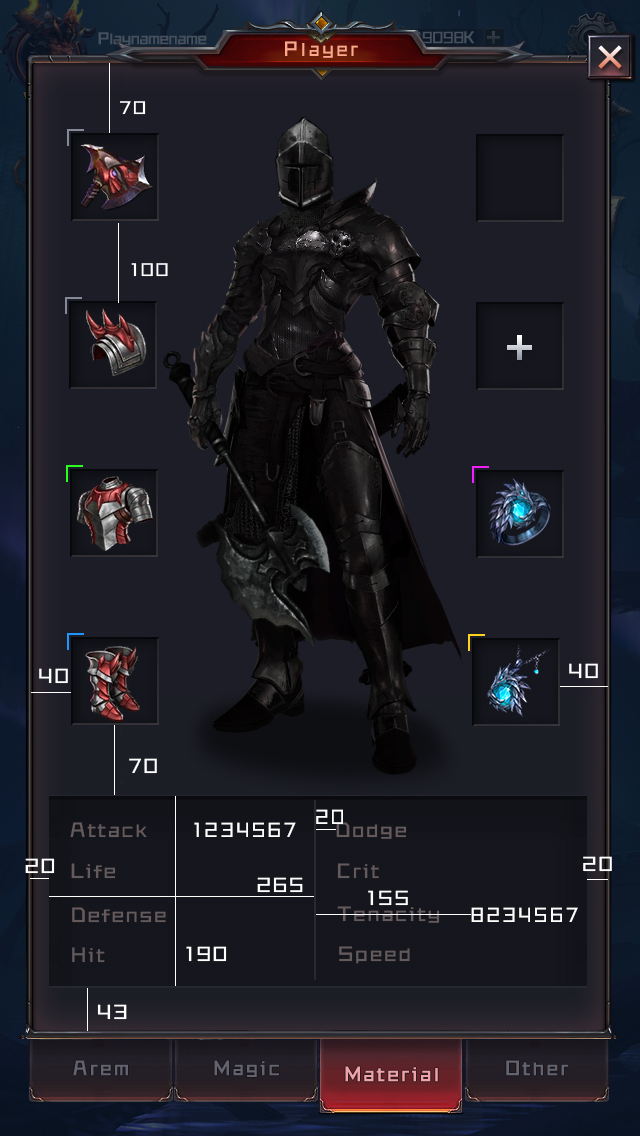 Playnamename
9098K +
Player
70
100
+
40
40
70
Attack 1234567
20
Dodge
Life
Crit
20
20
265
155
Defense
Tenacity 8234567
Hit 190
Speed
43
Arem
Magic
Material
Other